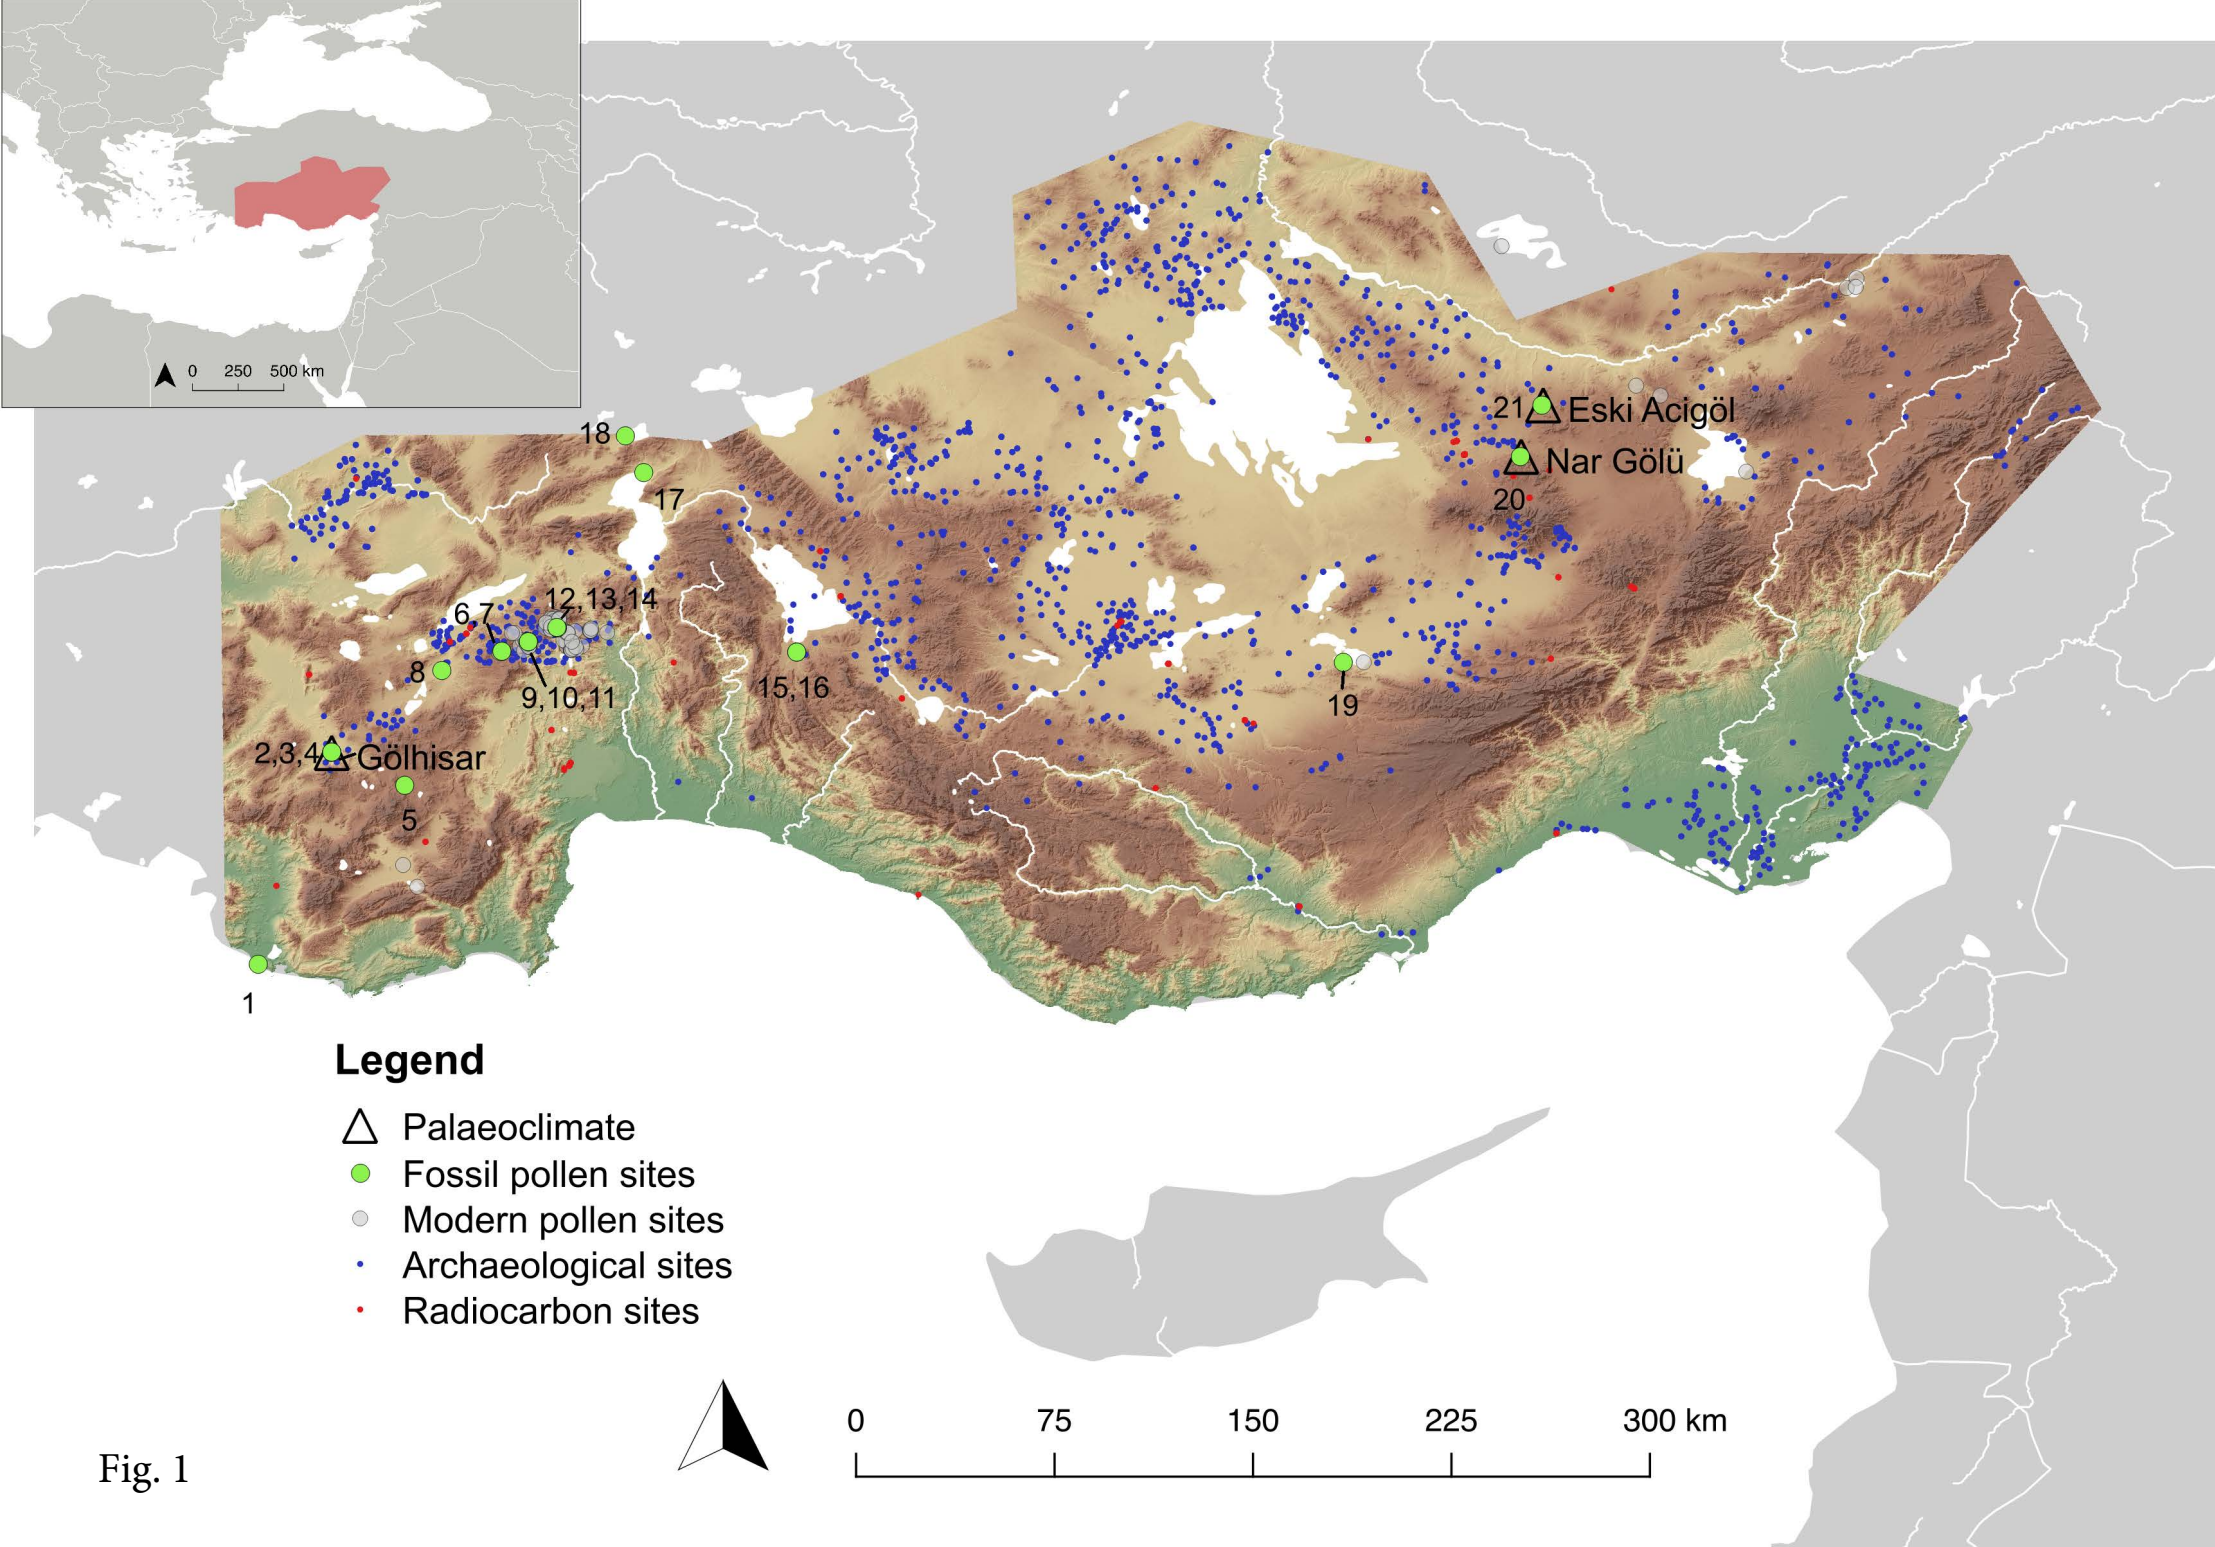 0 250 500 km
18
17
21 Eski Acigöl
Nar Gölü
20
6,7
12,13,14
8
9,10,11
15,16
19
2,3,4 Gölhisar
5
1
Legend
Palaeoclimate
Fossil pollen sites
Modern pollen sites
Archaeological sites
Radiocarbon sites
0 75 150 225 300 km
Fig. 1